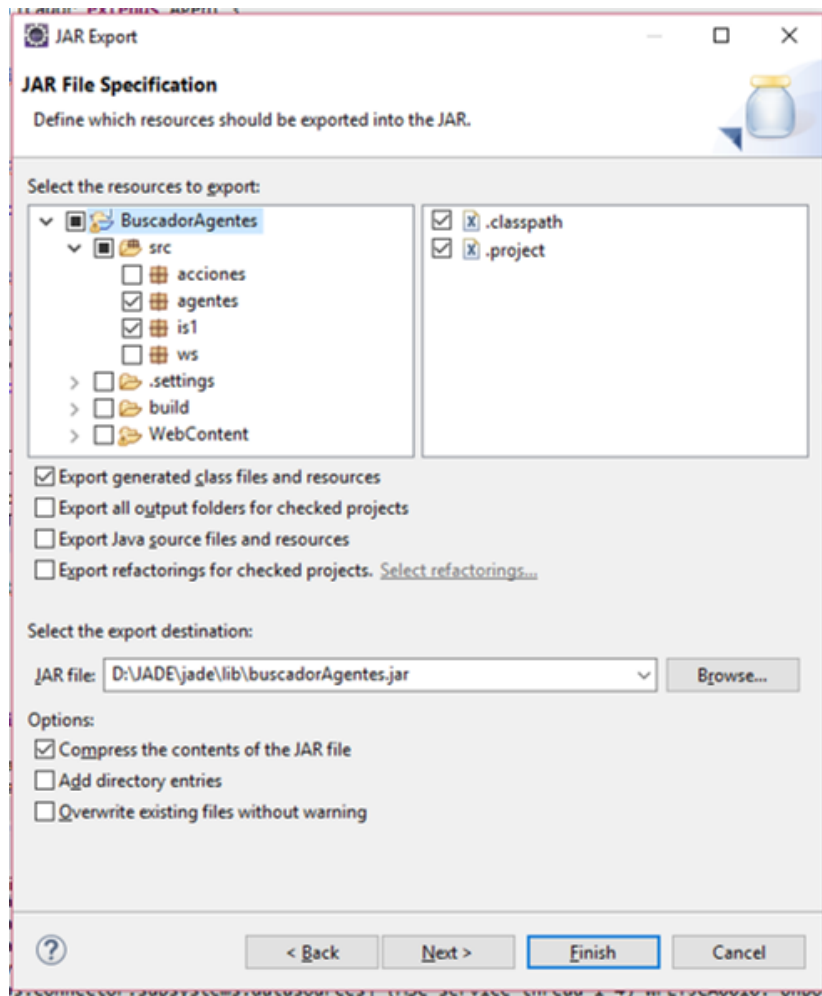 extends Agent {
JAR Export
JAR File Specification
Define which resources should be exported into the JAR.
Select the resources to export:
BuscadorAgentes
src
acciones
agentes
is1
ws
.settings
build
WebContent
.classpath
.project
Export generated class files and resources
Export all output folders for checked projects
Export Java source files and resources
Export refactorings for checked projects. Select refactorings...
Select the export destination:
JAR file: D:\JADE\jade\lib\buscadorAgentes.jar Browse...
Options:
Compress the contents of the JAR file
Add directory entries
Overwrite existing files without warning
? < Back Next > Finish Cancel